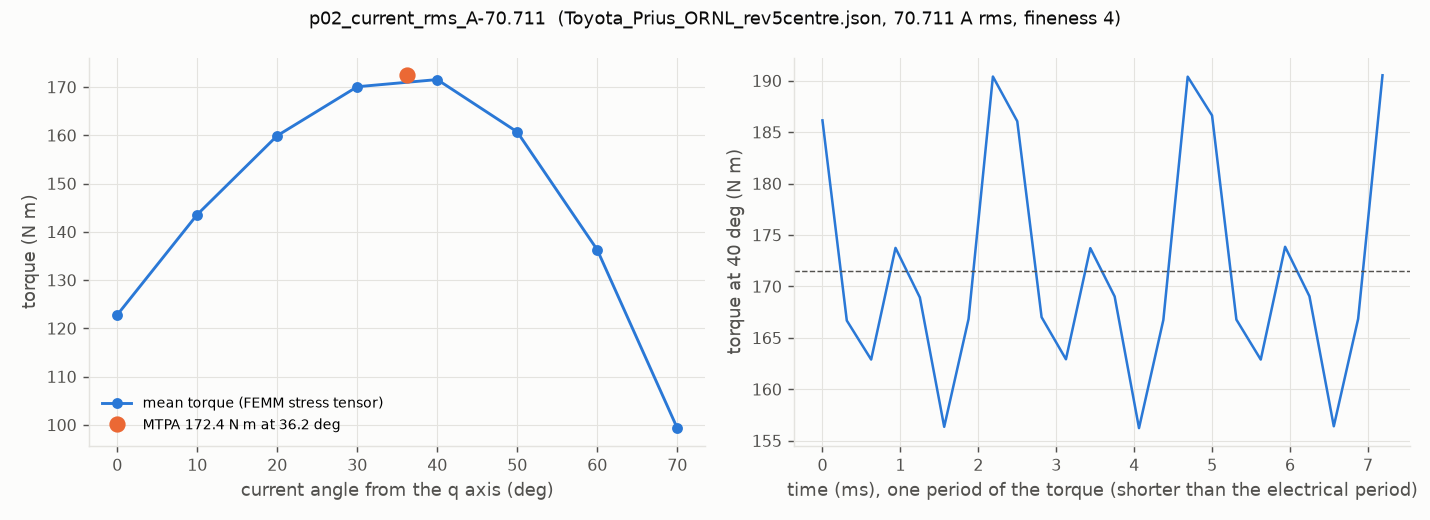 p02_current_rms_A-70.711  (Toyota_Prius_ORNL_rev5centre.json, 70.711 A rms, fineness 4)
torque (N m)
170
160
150
140
130
120
110
100
mean torque (FEMM stress tensor)
MTPA 172.4 N m at 36.2 deg
0 10 20 30 40 50 60 70
current angle from the q axis (deg)
torque at 40 deg (N m)
190
185
180
175
170
165
160
155
0 1 2 3 4 5 6 7
time (ms), one period of the torque (shorter than the electrical period)